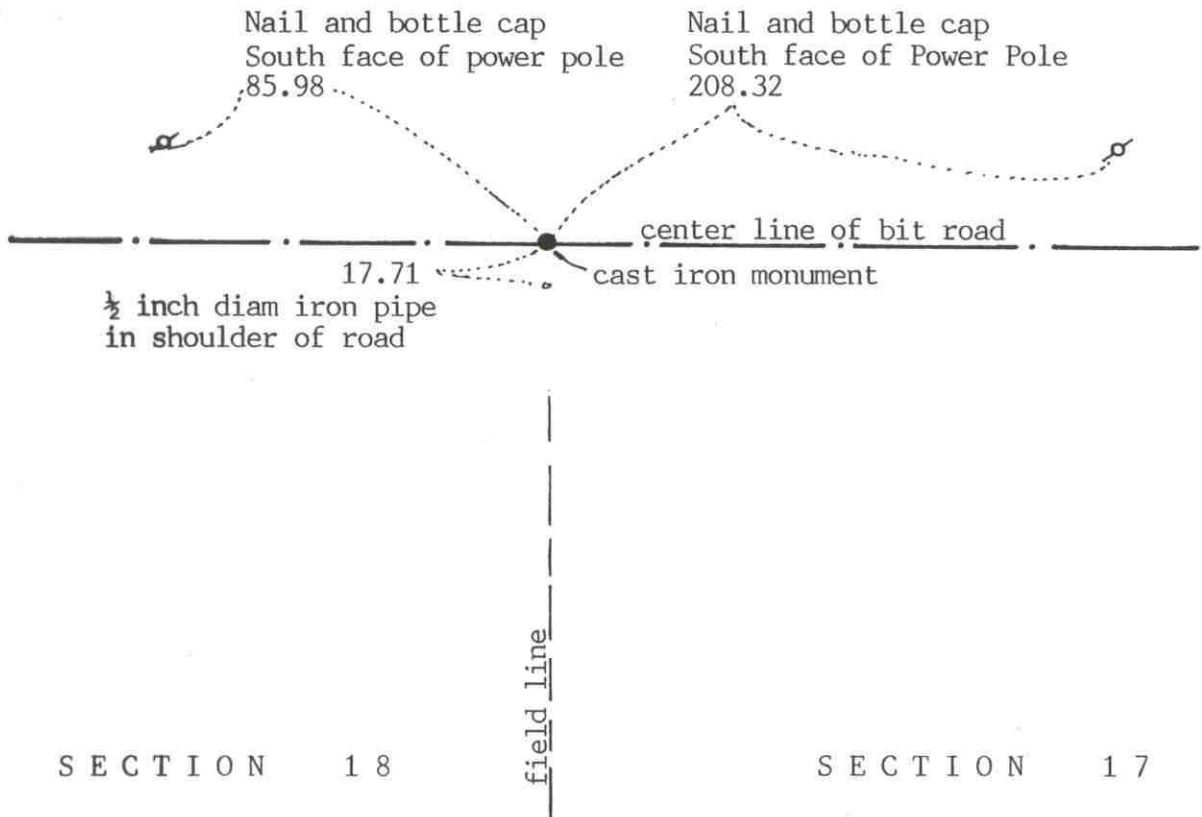 Nail and bottle cap
South face of power pole
85.98
Nail and bottle cap
South face of Power Pole
208.32
center line of bit road
17.71
cast iron monument
½ inch diam iron pipe
in shoulder of road
field line
SECTION 18
SECTION 17